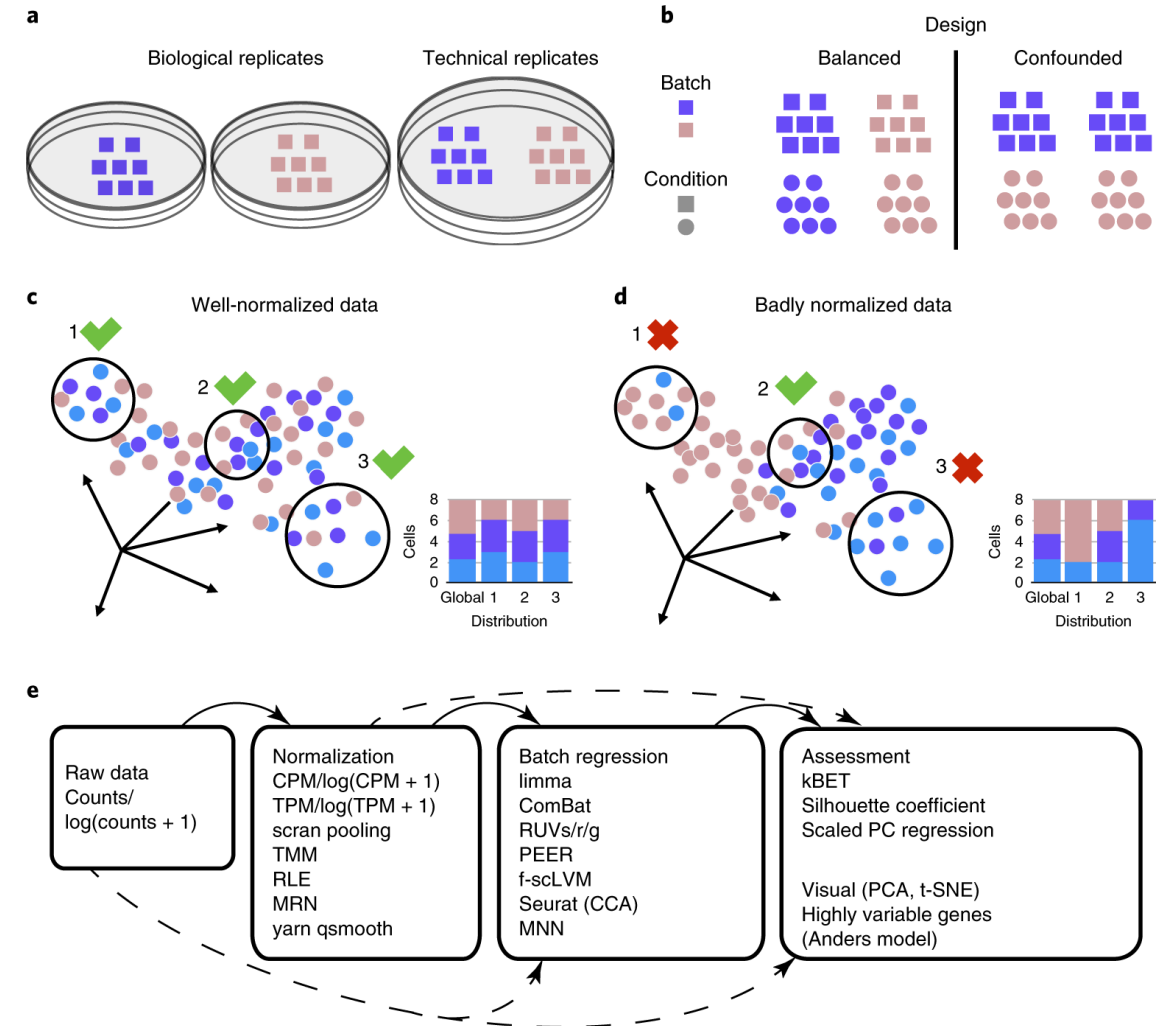 a
Biological replicates
Technical replicates
b
Design
Balanced
Confounded
Batch
Condition
c
Well-normalized data
1
2
3
8
6
4
2
0
Cells
Global 1 2 3
Distribution
d
Badly normalized data
1
2
3
8
6
4
2
0
Cells
Global 1 2 3
Distribution
e
Raw data
Counts/
log(counts + 1)
Normalization
CPM/log(CPM + 1)
TPM/log(TPM + 1)
scran pooling
TMM
RLE
MRN
yarn qsmooth
Batch regression
limma
ComBat
RUVs/r/g
PEER
f-scLVM
Seurat (CCA)
MNN
Assessment
kBET
Silhouette coefficient
Scaled PC regression
Visual (PCA, t-SNE)
Highly variable genes
(Anders model)